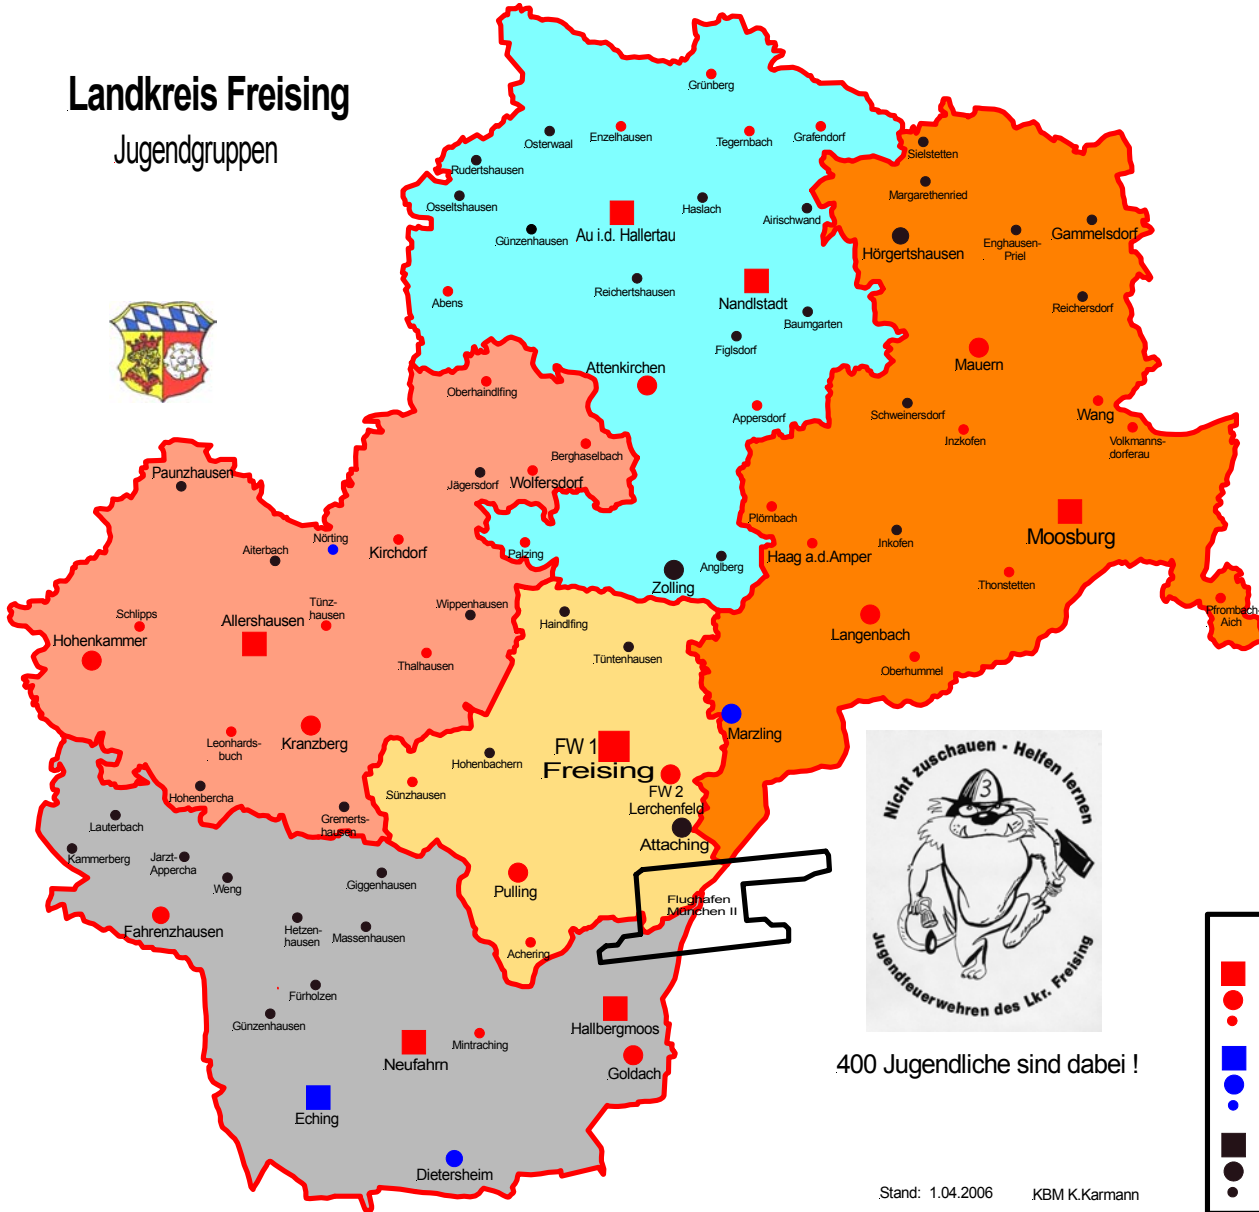 Landkreis Freising
Jugendgruppen
Grünberg
Osterwaal
Enzelhausen
Tegernbach
Grafendorf
Sielstetten
Rudertshausen
Margarethenried
Osseltshausen
Haslach
Airischwand
Günzenhausen
Au i.d. Hallertau
Hörgertshausen
Enghausen-
Priel
Gammelsdorf
Reichertshausen
Abens
Nandlstadt
Reichersdorf
Baumgarten
Figlsdorf
Mauern
Attenkirchen
Oberhaindlfing
Appersdorf
Schweinersdorf
Wang
Inzkofen
Volkmanns-
dorferau
Berghaselbach
Paunzhausen
Jägersdorf
Wolfersdorf
Plörnbach
Moosburg
Nörting
Aiterbach
Kirchdorf
Palzing
Anglberg
Zolling
Haag a.d.Amper
Inkofen
Thonstetten
Schlipps
Tünz-
hausen
Wippenhausen
Haindlfing
Pfrombach-
Aich
Allershausen
Hohenkammer
Tüntenhausen
Langenbach
Thalhausen
Oberhummel
Leonhards-
buch
Kranzberg
Hohenbachern
FW 1
Freising
Marzling
Hohenbercha
Sünzhausen
FW 2
Lerchenfeld
Gremerts-
hausen
Lauterbach
Attaching
Kammerberg
Jarzt-
Appercha
Weng
Giggenhausen
Pulling
Flughafen
München II
Fahrenzhausen
Hetzen-
hausen
Massenhausen
Achering
Fürholzen
Günzenhausen
Neufahrn
Mintraching
Hallbergmoos
Goldach
Eching
Dietersheim
Nicht zuschauen - Helfen lernen
3
Jugendfeuerwehren des Lkr. Freising
400 Jugendliche sind dabei !
Stand: 1.04.2006 KBM K.Karmann